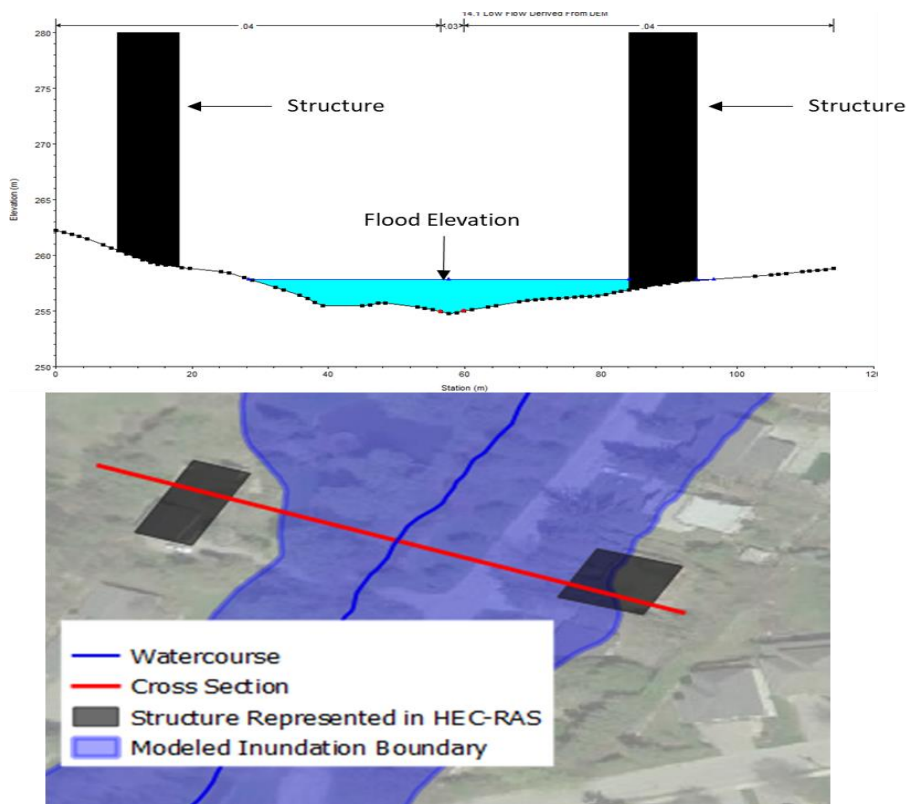 14.1 Low Flow Derived From DEM
.04 .03 .04
280
275
270
265
260
255
250
Elevation (m)
Structure Structure
Flood Elevation
0 20 40 60 80 100
Station (m)
Watercourse
Cross Section
Structure Represented in HEC-RAS
Modeled Inundation Boundary